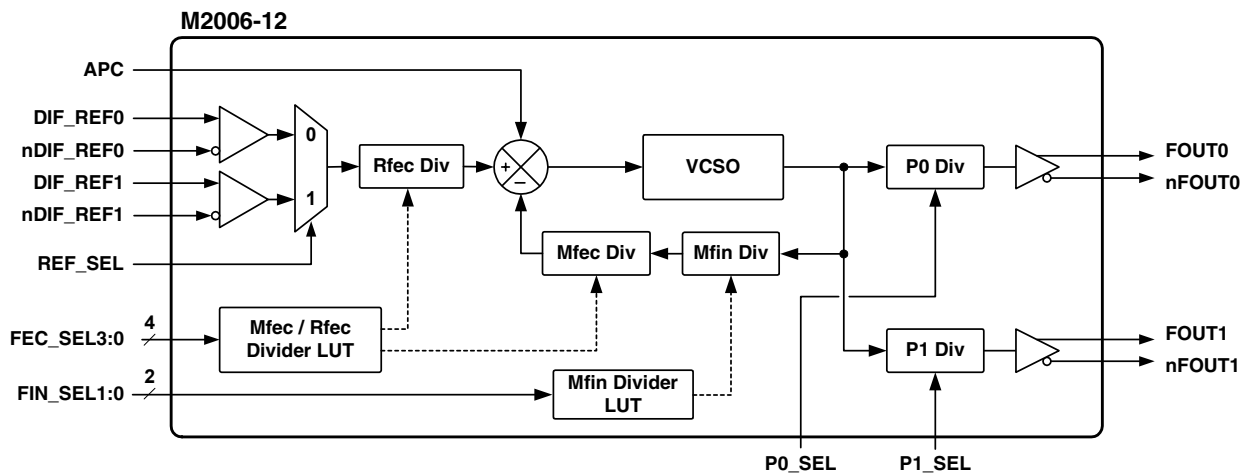 M2006-12
APC
DIF_REF0
nDIF_REF0
DIF_REF1
nDIF_REF1
REF_SEL
FEC_SEL3:0
4
FIN_SEL1:0
2
0
1
Rfec Div
+
–
VCSO
P0 Div
FOUT0
nFOUT0
Mfec Div
Mfin Div
Mfec / Rfec
Divider LUT
Mfin Divider
LUT
P1 Div
FOUT1
nFOUT1
P0_SEL
P1_SEL